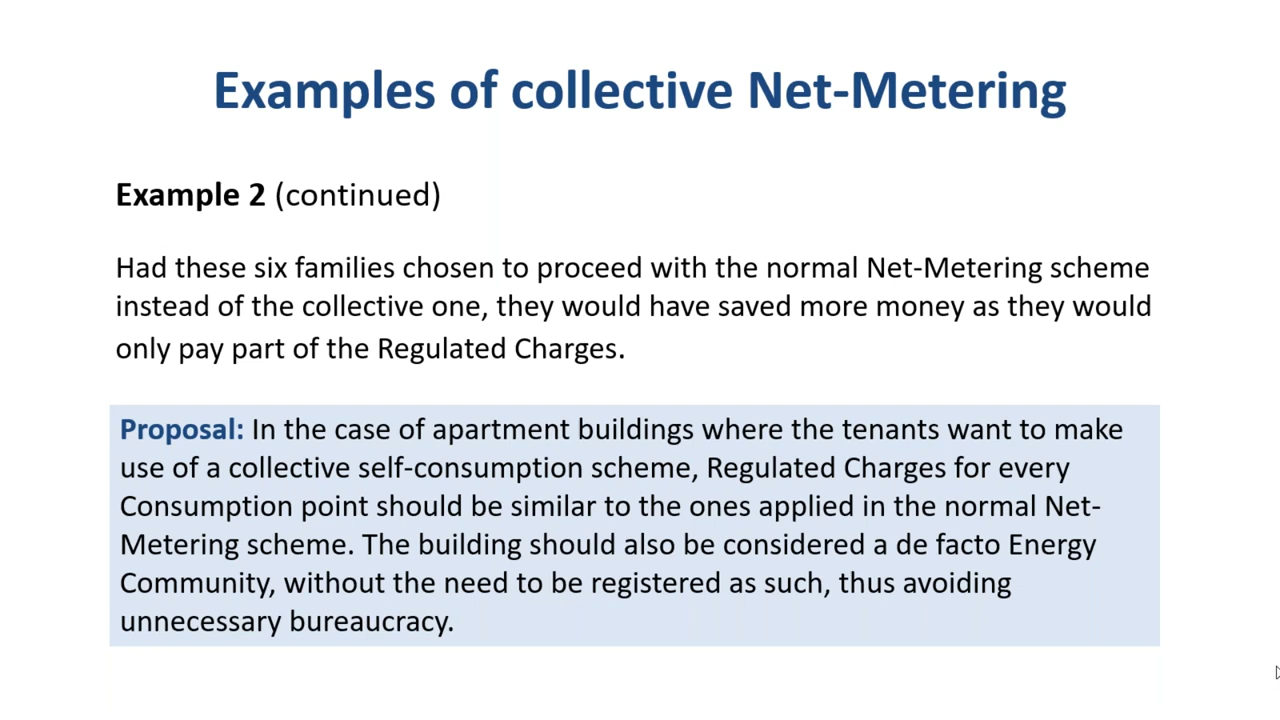 Examples of collective Net-Metering
Example 2 (continued)
Had these six families chosen to proceed with the normal Net-Metering scheme
instead of the collective one, they would have saved more money as they would
only pay part of the Regulated Charges.
Proposal: In the case of apartment buildings where the tenants want to make
use of a collective self-consumption scheme, Regulated Charges for every
Consumption point should be similar to the ones applied in the normal Net-
Metering scheme. The building should also be considered a de facto Energy
Community, without the need to be registered as such, thus avoiding
unnecessary bureaucracy.